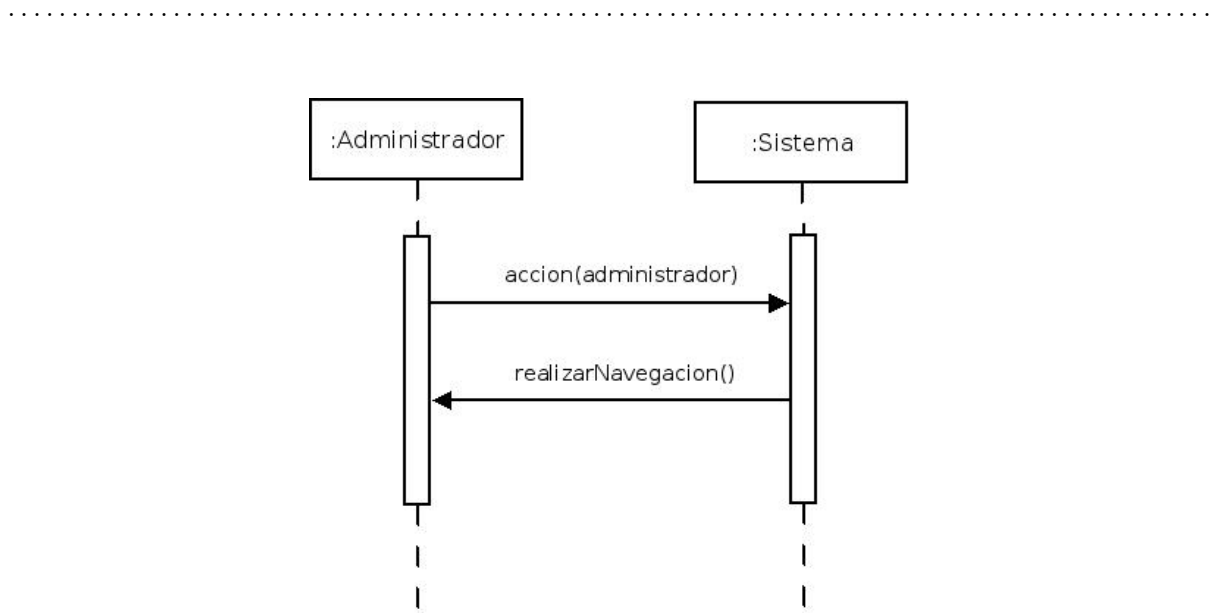 :Administrador
:Sistema
accion(administrador)
realizarNavegacion()